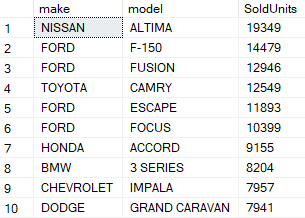 make model SoldUnits
1 NISSAN ALTIMA 19349
2 FORD F-150 14479
3 FORD FUSION 12946
4 TOYOTA CAMRY 12549
5 FORD ESCAPE 11893
6 FORD FOCUS 10399
7 HONDA ACCORD 9155
8 BMW 3 SERIES 8204
9 CHEVROLET IMPALA 7957
10 DODGE GRAND CARAVAN 7941